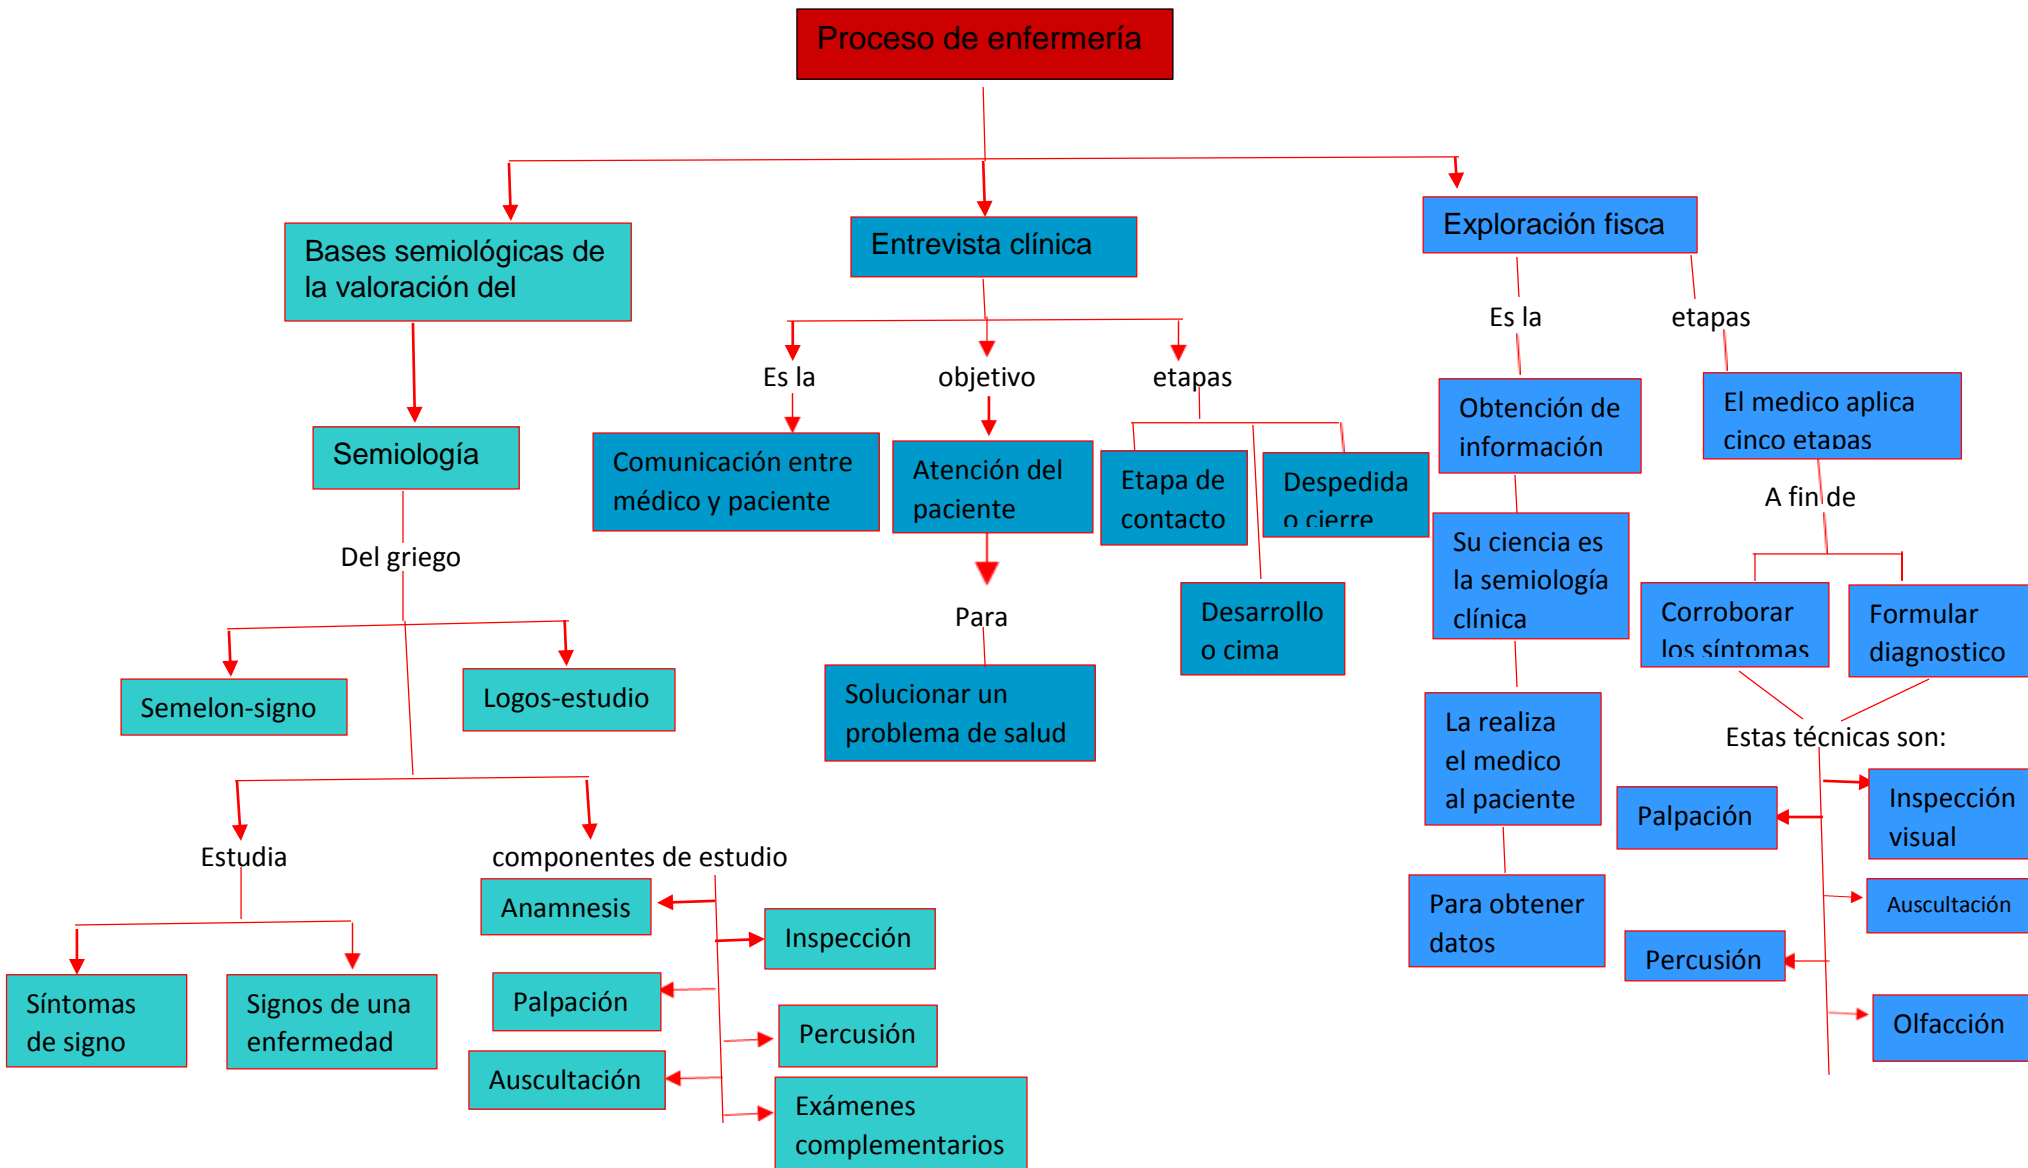 Proceso de enfermería
Bases semiológicas de
la valoración del
Semiología
Del griego
Semelon-signo
Logos-estudio
Estudia
Síntomas
de signo
Signos de una
enfermedad
componentes de estudio
Anamnesis
Inspección
Palpación
Percusión
Auscultación
Exámenes
complementarios
Entrevista clínica
Es la
Comunicación entre
médico y paciente
objetivo
Atención del
paciente
Para
Solucionar un
problema de salud
etapas
Etapa de
contacto
Desarrollo
o cima
Despedida
o cierre
Exploración fisca
Es la
Obtención de
información
Su ciencia es
la semiología
clínica
La realiza
el medico
al paciente
Para obtener
datos
etapas
El medico aplica
cinco etapas
A fin de
Corroborar
los síntomas
Formular
diagnostico
Estas técnicas son:
Inspección
visual
Palpación
Auscultación
Percusión
Olfacción